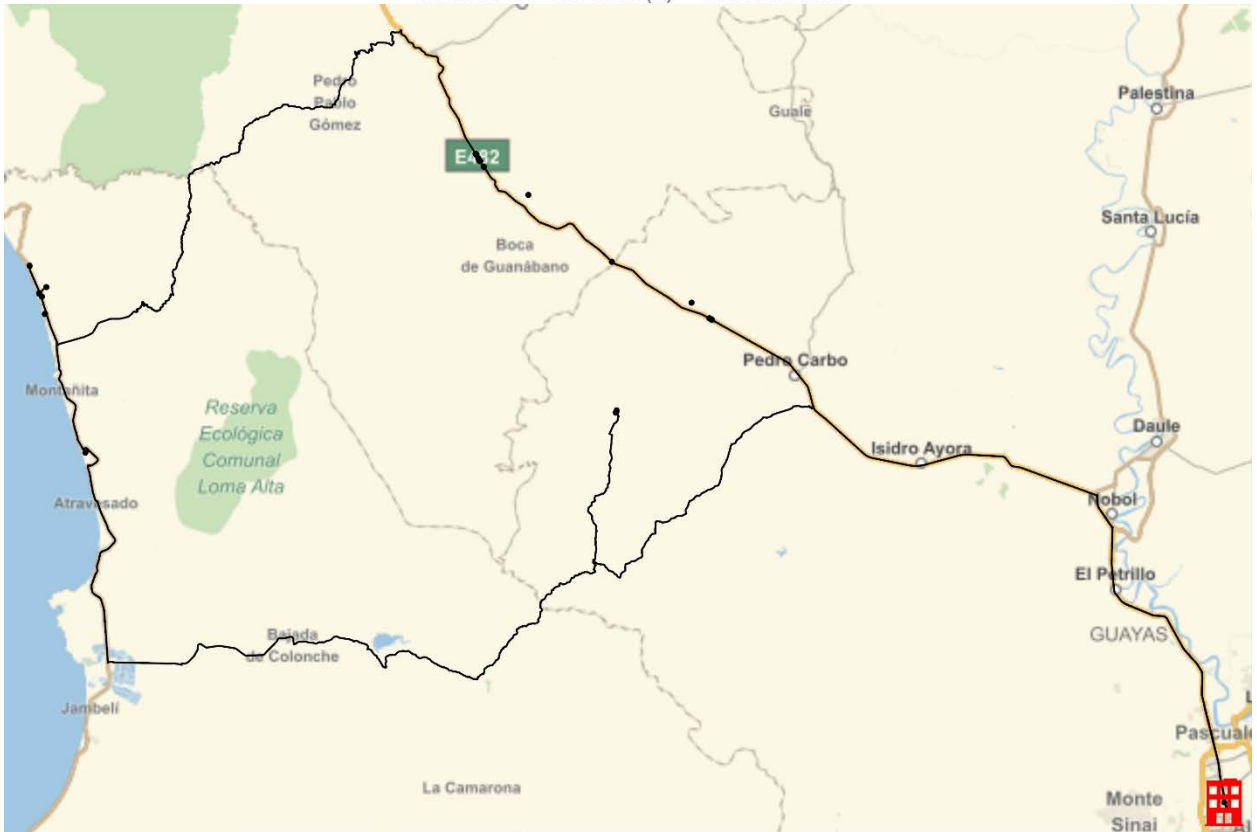 Palestina
Pedro
Pablo
Gómez
Guale
E482
Santa Lucía
Boca
de Guanábano
Pedro Carbo
Montañita
Reserva
Ecológica
Comunal
Loma Alta
Daule
Isidro Ayora
Atravesado
Nobol
El Petrillo
GUAYAS
Bajada
de Colonche
Jambelí
La Camarona
Monte
Sinai